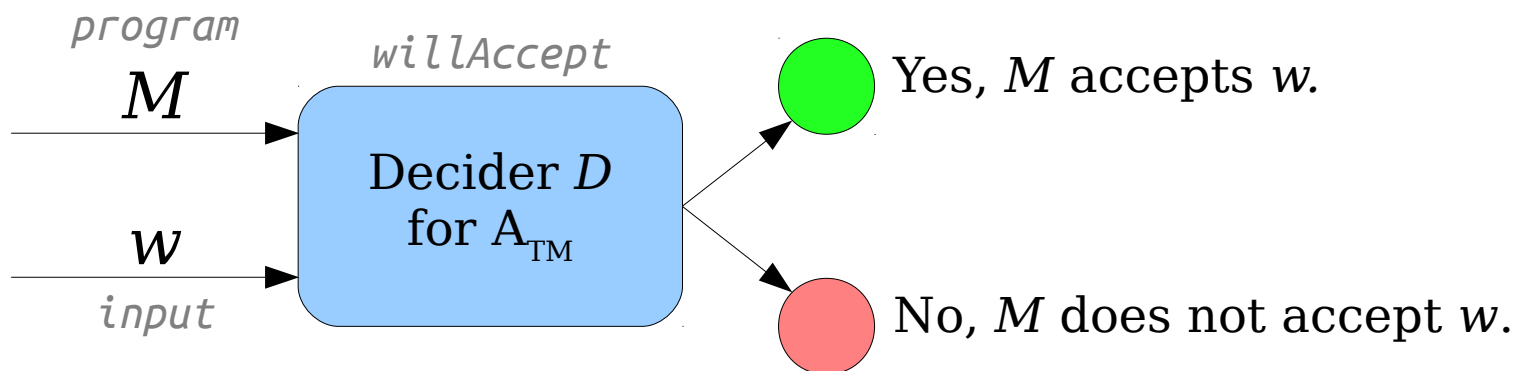 program
M
willAccept
Decider D
for A_TM
w
input
Yes, M accepts w.
No, M does not accept w.